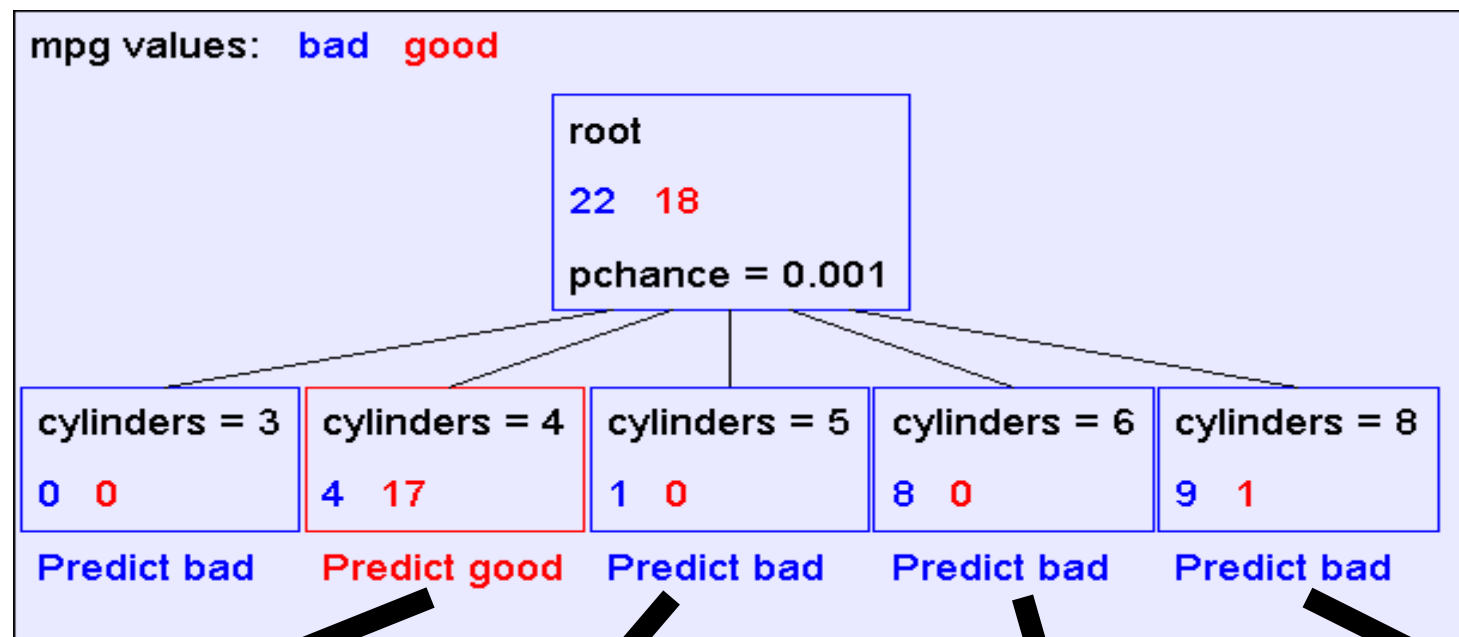 mpg values: bad good
root
22 18
pchance = 0.001
cylinders = 3
0 0
Predict bad
cylinders = 4
4 17
Predict good
cylinders = 5
1 0
Predict bad
cylinders = 6
8 0
Predict bad
cylinders = 8
9 1
Predict bad